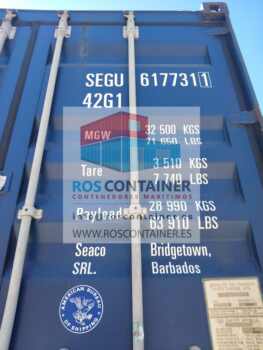 SEGU 617731 1
42G1
MGW 32 500 KGS
71 650 LBS
Tare 3.510 KGS
7.740 LBS
ROS CONTAINER
CONTENEDORES MARÍTIMOS
Payload 28 990 KGS
63 910 LBS
WWW.ROSCONTAINER.ES
Seaco Bridgetown,
SRL. Barbados
AMERICAN BUREAU
OF SHIPPING